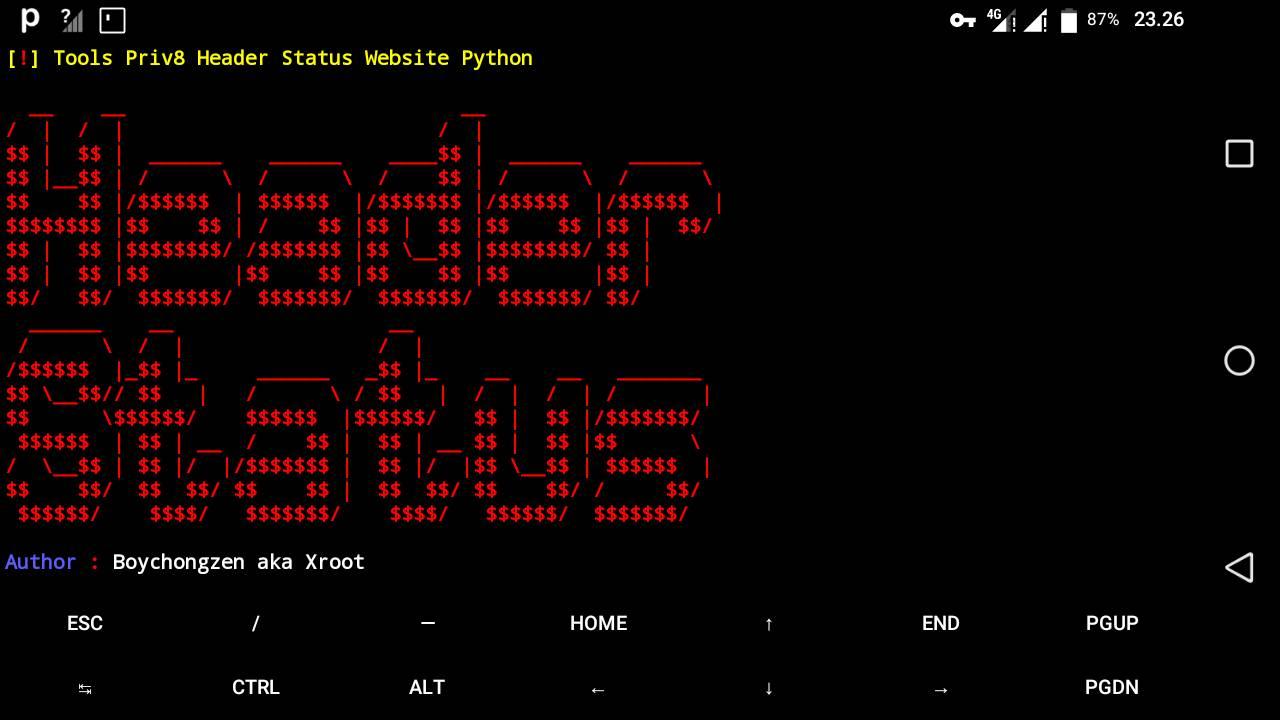 4G 87% 23.26
[!] Tools Priv8 Header Status Website Python
Header
Status
Author : Boychongzen aka Xroot
ESC / — HOME ↑ END PGUP
↹ CTRL ALT ← ↓ → PGDN